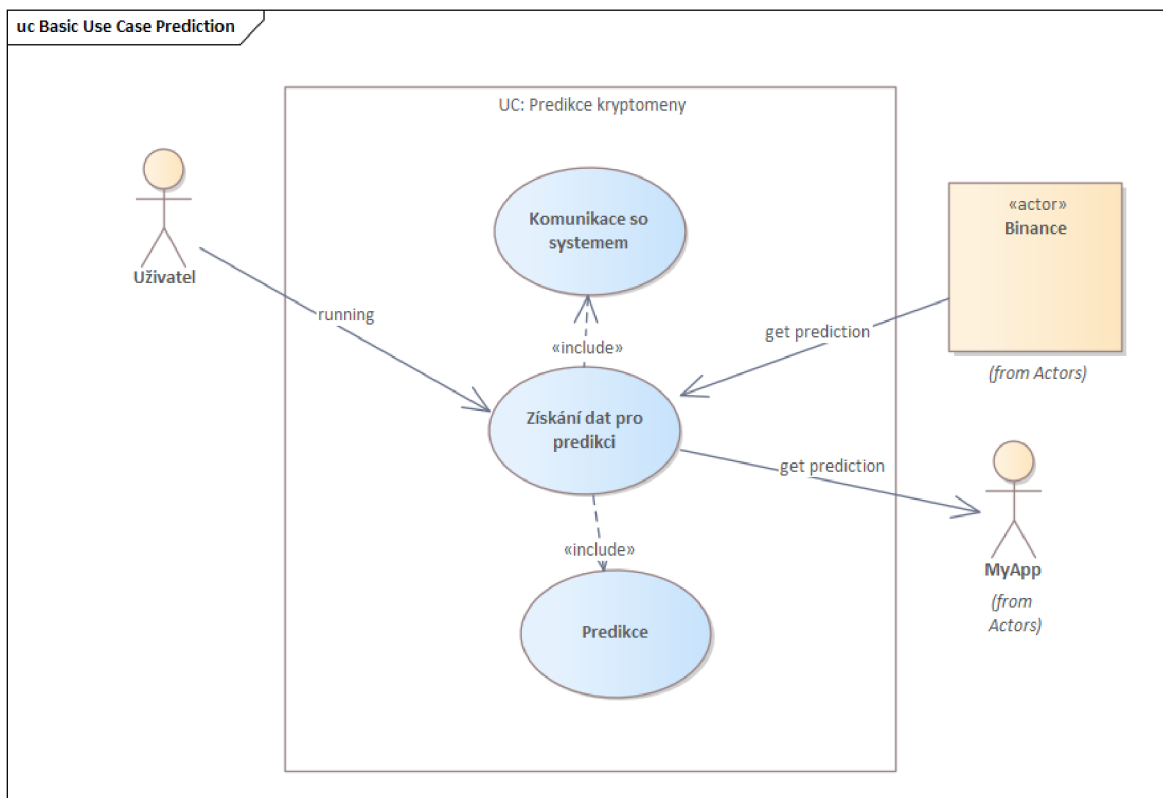 uc Basic Use Case Prediction
UC: Predikce kryptomeny
Komunikace so
systemem
«actor»
Binance
Uživatel
running
get prediction
«include»
(from Actors)
Získání dat pro
predikci
get prediction
«include»
MyApp
(from
Actors)
Predikce